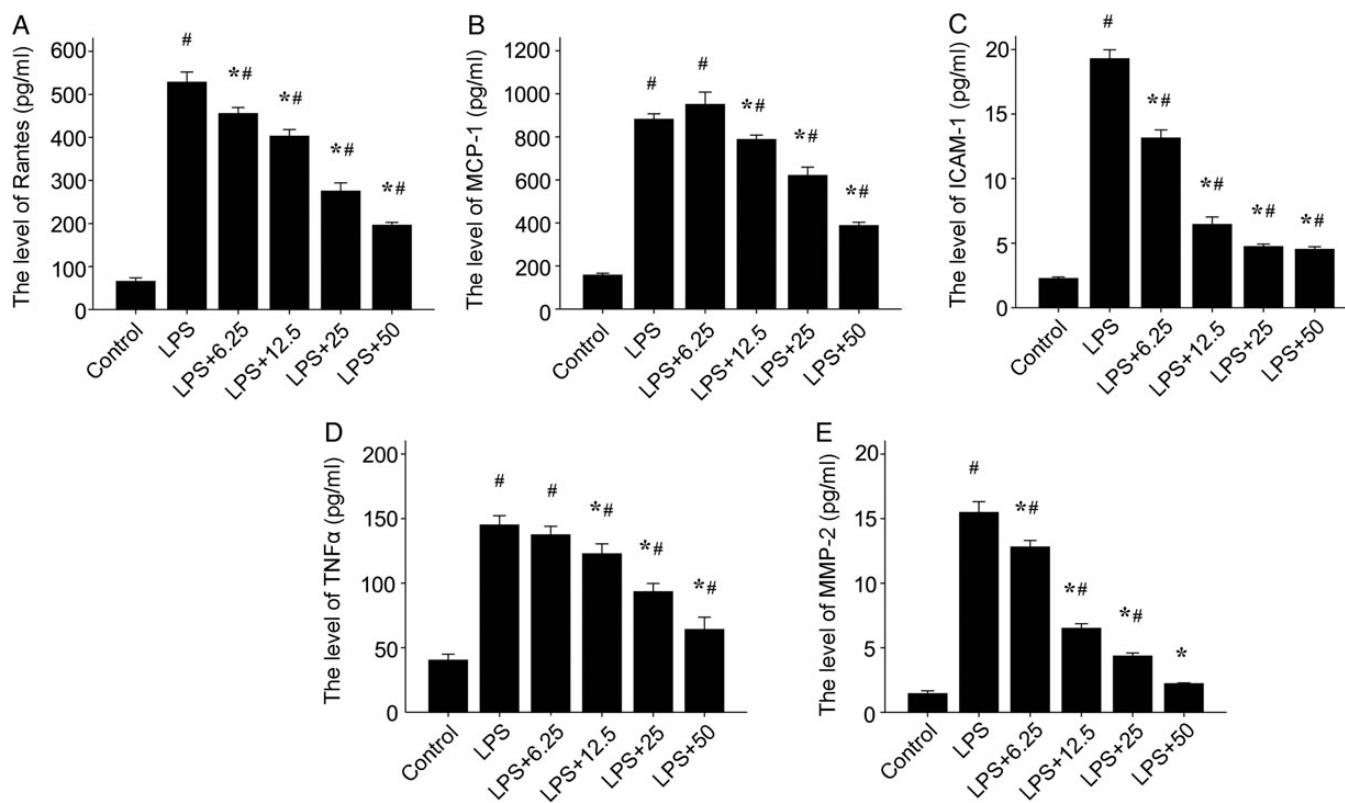 A
The level of Rantes (pg/ml)
600
500
400
300
200
100
0
#
*#
*#
*#
*#
Control
LPS
LPS+6.25
LPS+12.5
LPS+25
LPS+50
B
The level of MCP-1 (pg/ml)
1200
1000
800
600
400
200
0
#
#
*#
*#
*#
Control
LPS
LPS+6.25
LPS+12.5
LPS+25
LPS+50
C
The level of ICAM-1 (pg/ml)
20
15
10
5
0
#
*#
*#
*#
*#
Control
LPS
LPS+6.25
LPS+12.5
LPS+25
LPS+50
D
The level of TNFα (pg/ml)
200
150
100
50
0
#
#
*#
*#
*#
Control
LPS
LPS+6.25
LPS+12.5
LPS+25
LPS+50
E
The level of MMP-2 (pg/ml)
20
15
10
5
0
#
*#
*#
*#
*
Control
LPS
LPS+6.25
LPS+12.5
LPS+25
LPS+50